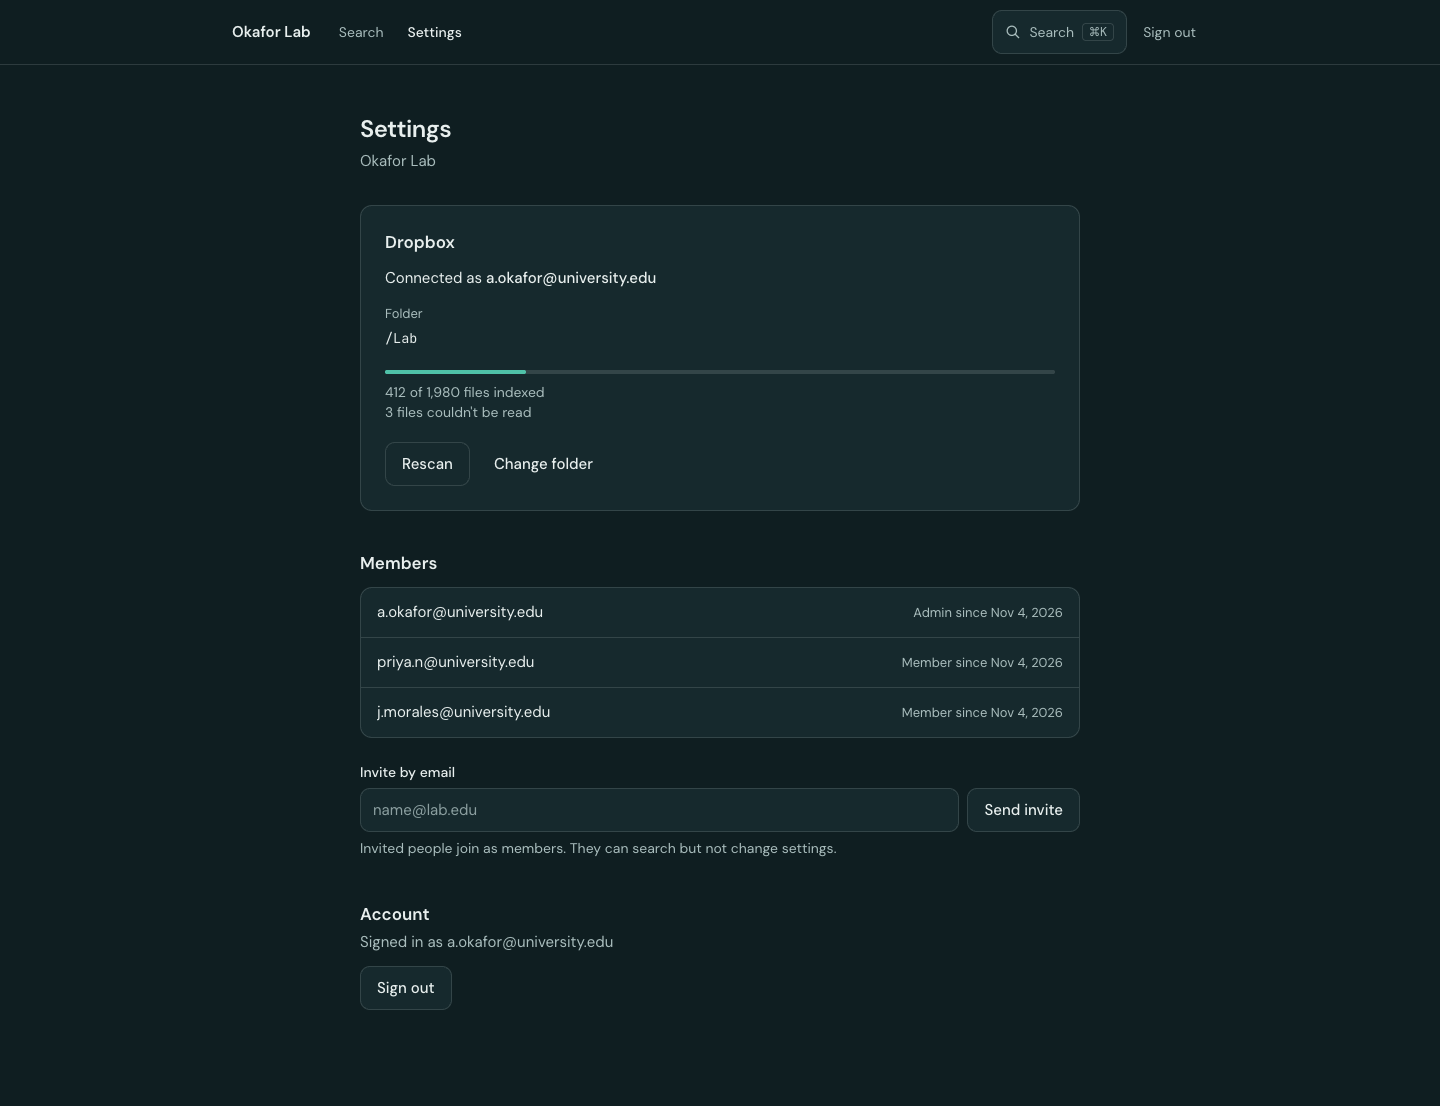 Okafor Lab Search Settings Search ⌘K Sign out
Settings
Okafor Lab
Dropbox
Connected as a.okafor@university.edu
Folder
/Lab
412 of 1,980 files indexed
3 files couldn't be read
Rescan Change folder
Members
a.okafor@university.edu Admin since Nov 4, 2026
priya.n@university.edu Member since Nov 4, 2026
j.morales@university.edu Member since Nov 4, 2026
Invite by email
name@lab.edu Send invite
Invited people join as members. They can search but not change settings.
Account
Signed in as a.okafor@university.edu
Sign out